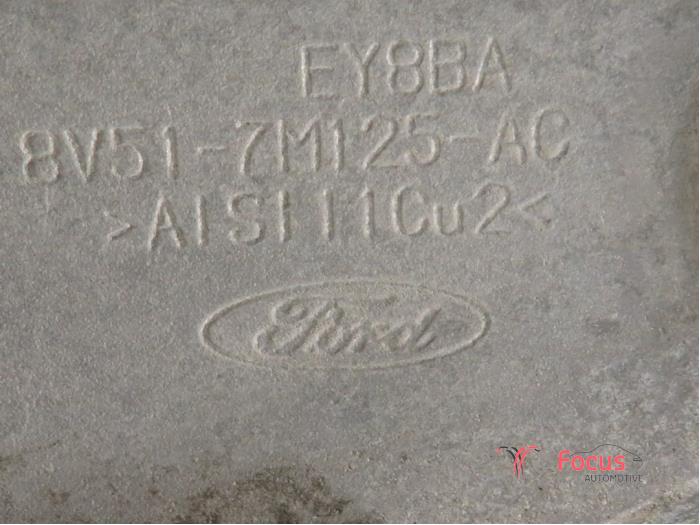 EY8BA
8V51-7M125-AC
>AlSi11Cu2<
Ford
Focus
AUTOMOTIVE